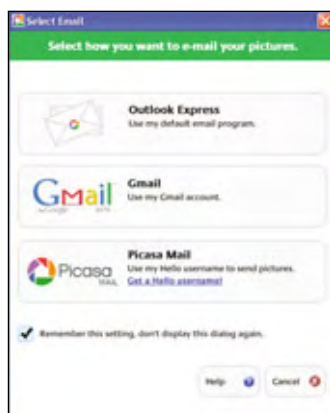 Select Email
Select how you want to e-mail your pictures.
Outlook Express
Use my default email program.
Gmail
Gmail
Use my Gmail account.
Picasa Mail
Picasa
MAIL
Use my Hello username to send pictures.
Get a Hello username!
Remember this setting, don't display this dialog again.
Help
Cancel